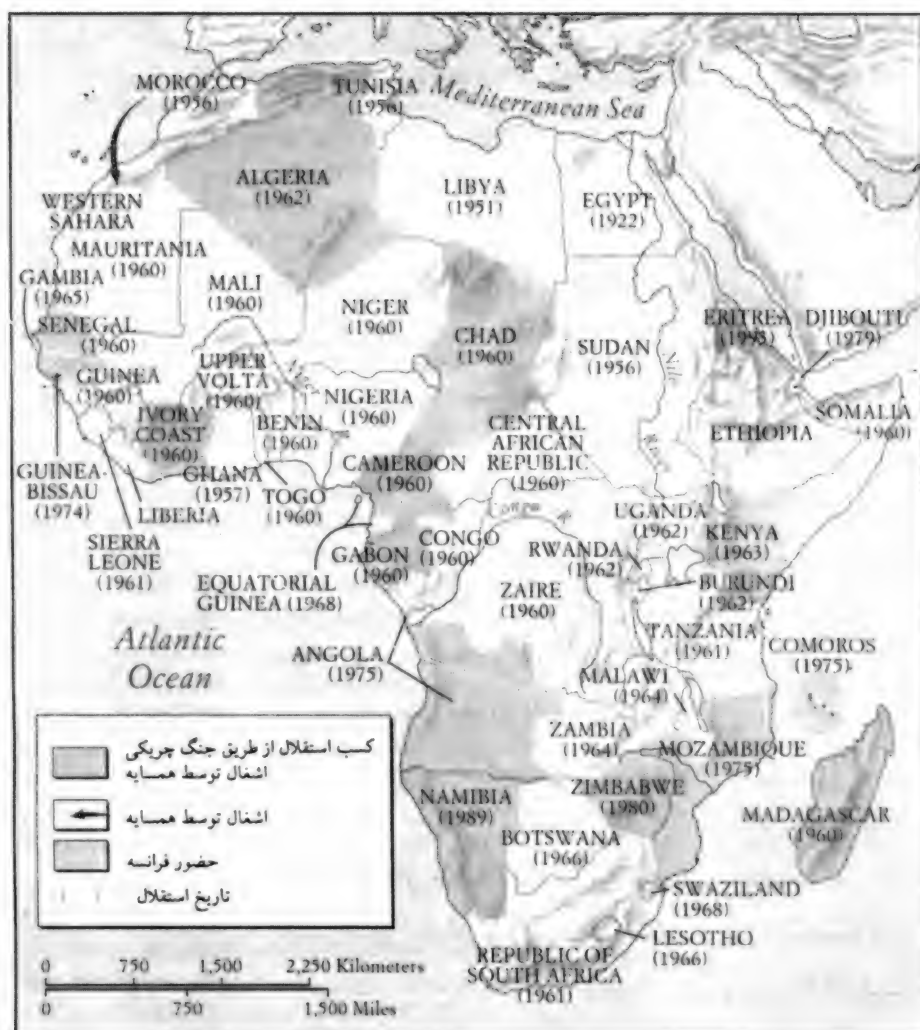 MOROCCO
(1956)
TUNISIA
(1956)
Mediterranean Sea
ALGERIA
(1962)
LIBYA
(1951)
EGYPT
(1922)
WESTERN
SAHARA
MAURITANIA
(1960)
GAMBIA
(1965)
MALI
(1960)
NIGER
(1960)
CHAD
(1960)
SUDAN
(1956)
ERITREA
(1993)
DJIBOUTI
(1979)
SENEGAL
(1960)
GUINEA
(1960)
UPPER
VOLTA
(1960)
NIGERIA
(1960)
Nile
IVORY
COAST
(1960)
BENIN
(1960)
CENTRAL
AFRICAN
REPUBLIC
(1960)
ETHIOPIA
SOMALIA
(1960)
GUINEA-
BISSAU
(1974)
GHANA
(1957)
TOGO
(1960)
CAMEROON
(1960)
LIBERIA
SIERRA
LEONE
(1961)
UGANDA
(1962)
KENYA
(1963)
Congo R.
EQUATORIAL
GUINEA (1968)
GABON
(1960)
CONGO
(1960)
RWANDA
(1962)
ZAIRE
(1960)
BURUNDI
(1962)
Atlantic
Ocean
ANGOLA
(1975)
TANZANIA
(1961)
COMOROS
(1975)
MALAWI
(1964)
ZAMBIA
(1964)
MOZAMBIQUE
(1975)
NAMIBIA
(1989)
ZIMBABWE
(1980)
MADAGASCAR
(1960)
BOTSWANA
(1966)
SWAZILAND
(1968)
LESOTHO
(1966)
REPUBLIC OF
SOUTH AFRICA
(1961)
کسب استقلال از طریق جنگ چریکی
اشغال توسط همسایه
اشغال توسط همسایه
حضور فرانسه
( ) تاریخ استقلال
0 750 1,500 2,250 Kilometers
0 750 1,500 Miles